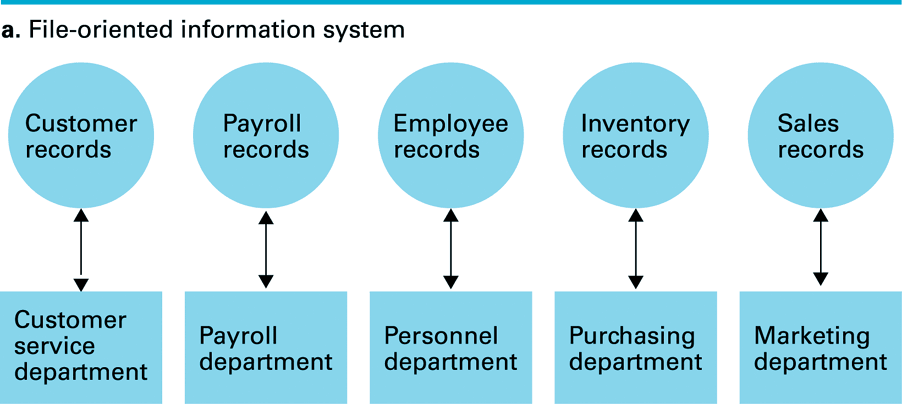 a. File-oriented information system
Customer
records
Payroll
records
Employee
records
Inventory
records
Sales
records
Customer
service
department
Payroll
department
Personnel
department
Purchasing
department
Marketing
department